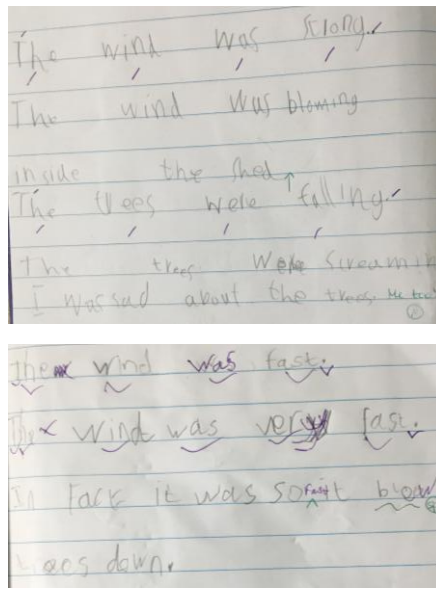 The wind was strong.
The wind was blowing
inside the shed
The trees were falling.
The trees were screamin
I was sad about the trees. Me too
The wind was fast.
The wind was very fast.
In fact it was so fast it blew
trees down.